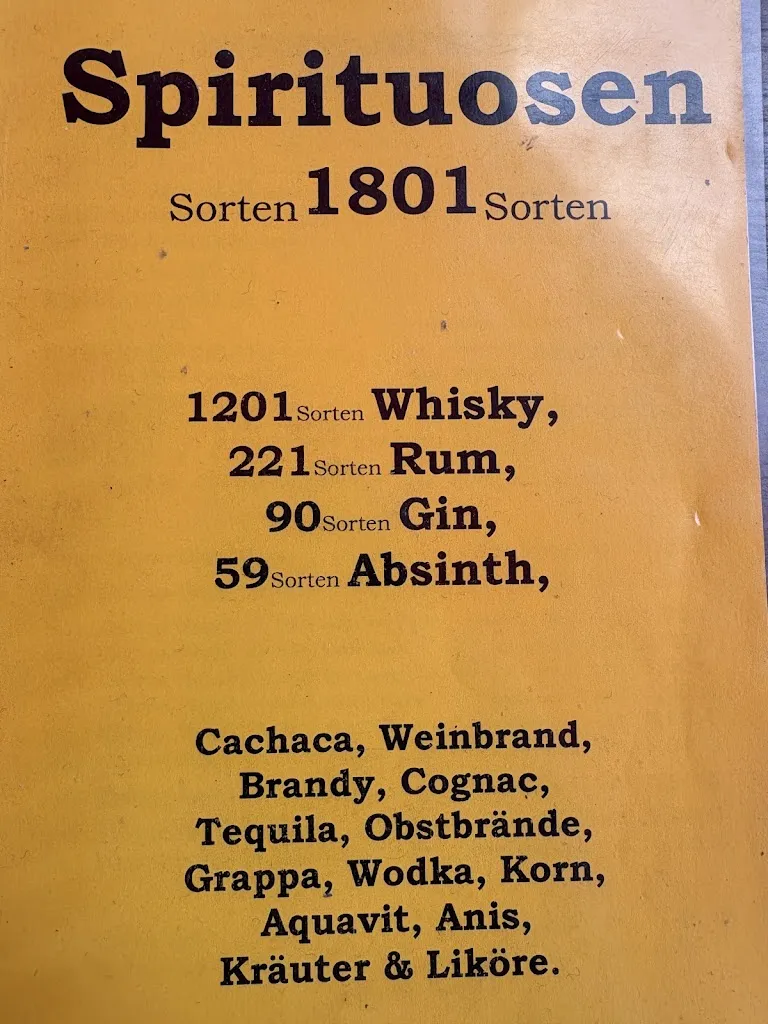 Spirituosen
Sorten 1801 Sorten
1201 Sorten Whisky,
221 Sorten Rum,
90 Sorten Gin,
59 Sorten Absinth,
Cachaca, Weinbrand,
Brandy, Cognac,
Tequila, Obstbrände,
Grappa, Wodka, Korn,
Aquavit, Anis,
Kräuter & Liköre.